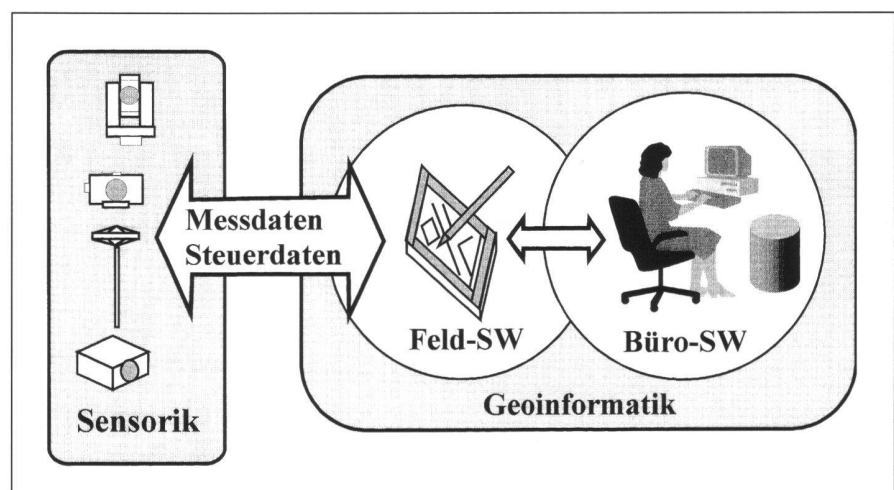 Messdaten
Steuerdaten
Feld-SW
Büro-SW
Sensorik
Geoinformatik